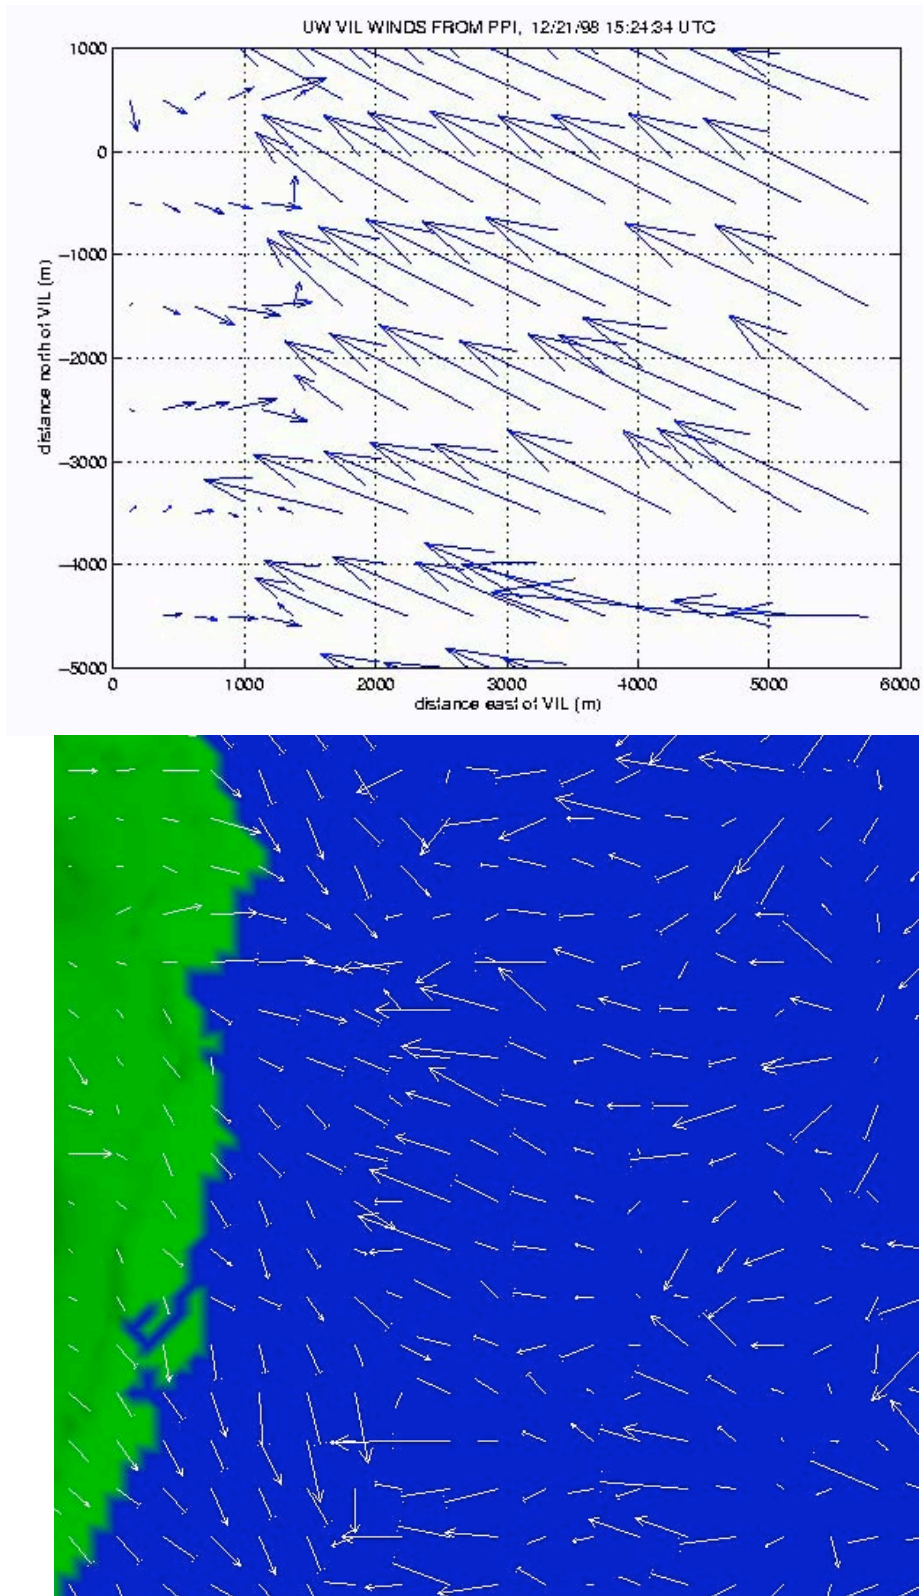 UW VIL WINDS FROM PPI, 12/21/98 15:24:34 UTC
1000
0
−1000
−2000
−3000
−4000
−5000
distance north of VIL (m)
0 1000 2000 3000 4000 5000 6000
distance east of VIL (m)